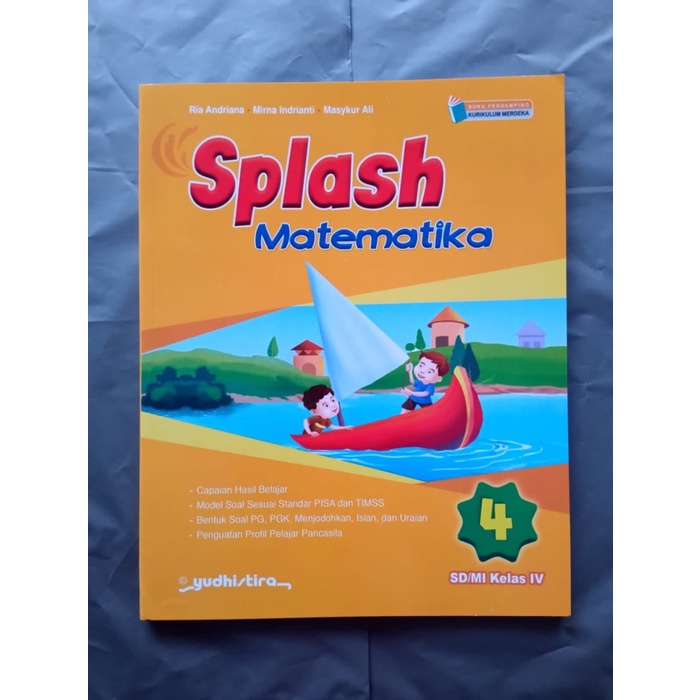 Ria Andriana • Mirna Indrianti • Masykur Ali
BUKU PENDAMPING
KURIKULUM MERDEKA
Splash
Matematika
- Capaian Hasil Belajar
- Model Soal Sesuai Standar PISA dan TIMSS
- Bentuk Soal PG, PGK, Menjodohkan, Isian, dan Uraian
- Penguatan Profil Pelajar Pancasila
4
© yudhistira
SD/MI Kelas IV